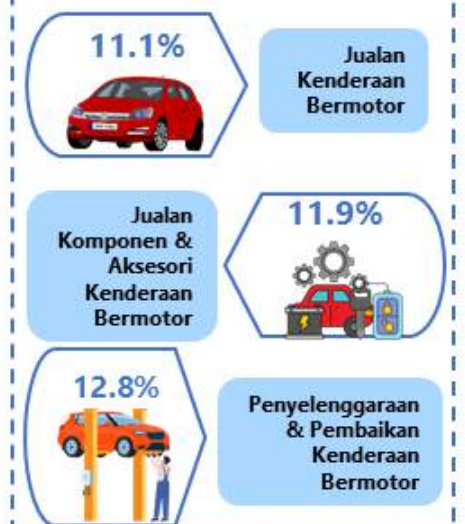 11.1%
Jualan
Kenderaan
Bermotor
Jualan
Komponen &
Aksesori
Kenderaan
Bermotor
11.9%
12.8%
Penyelenggaraan
& Pembaikan
Kenderaan
Bermotor